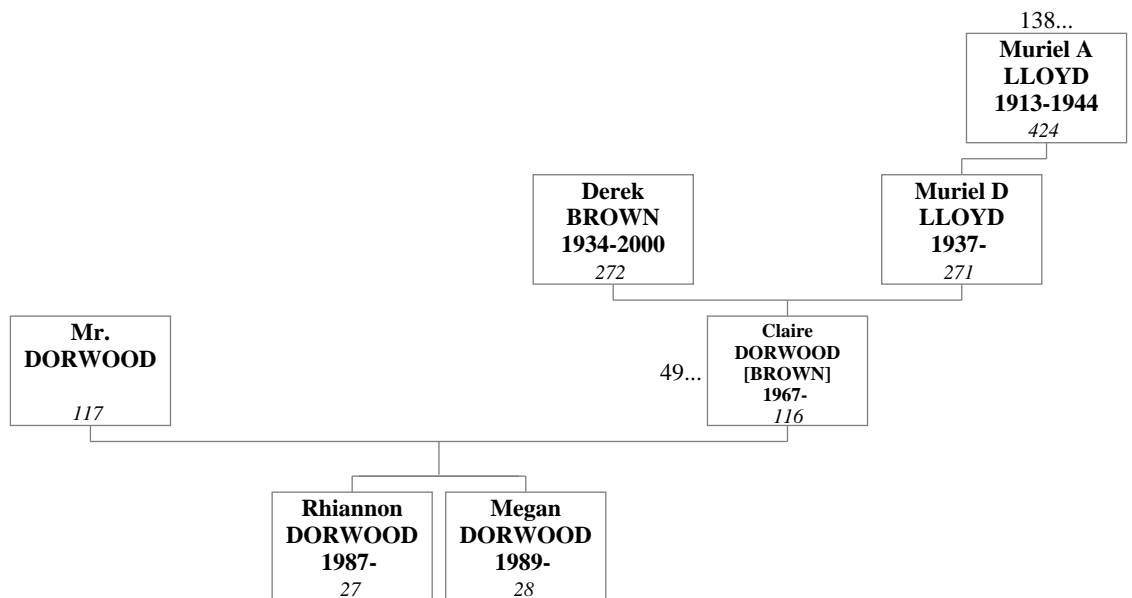 138...
Muriel A
LLOYD
1913-1944
424
Derek
BROWN
1934-2000
272
Muriel D
LLOYD
1937-
271
Mr.
DORWOOD
117
49...
Claire
DORWOOD
[BROWN]
1967-
116
Rhiannon
DORWOOD
1987-
27
Megan
DORWOOD
1989-
28